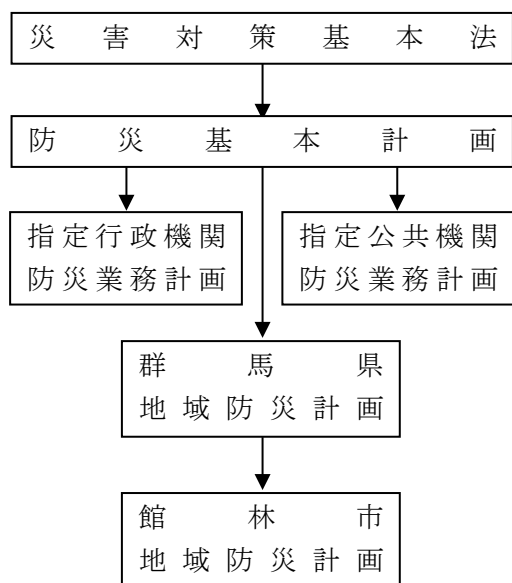 災害対策基本法
防災基本計画
指定行政機関
防災業務計画
指定公共機関
防災業務計画
群馬県
地域防災計画
館林市
地域防災計画